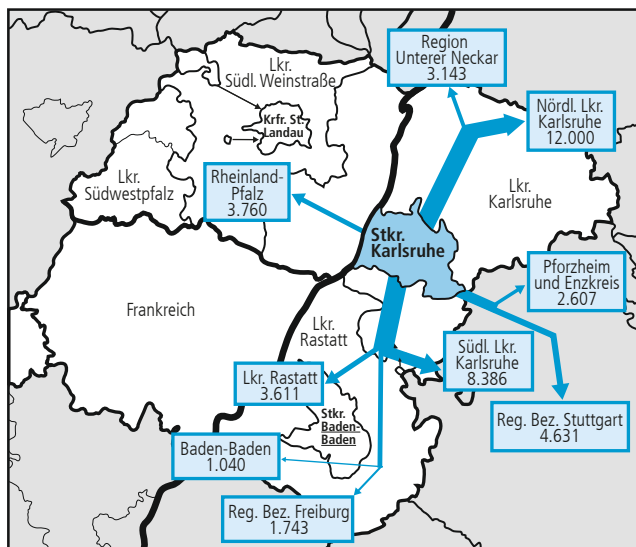 Region
Unterer Neckar
3.143
Lkr.
Südl. Weinstraße
Nördl. Lkr.
Karlsruhe
12.000
Krfr. St.
Landau
Lkr.
Südwestpfalz
Rheinland-
Pfalz
3.760
Lkr.
Karlsruhe
Stkr.
Karlsruhe
Pforzheim
und Enzkreis
2.607
Frankreich
Lkr.
Rastatt
Südl. Lkr.
Karlsruhe
8.386
Lkr. Rastatt
3.611
Stkr.
Baden-
Baden
Reg. Bez. Stuttgart
4.631
Baden-Baden
1.040
Reg. Bez. Freiburg
1.743